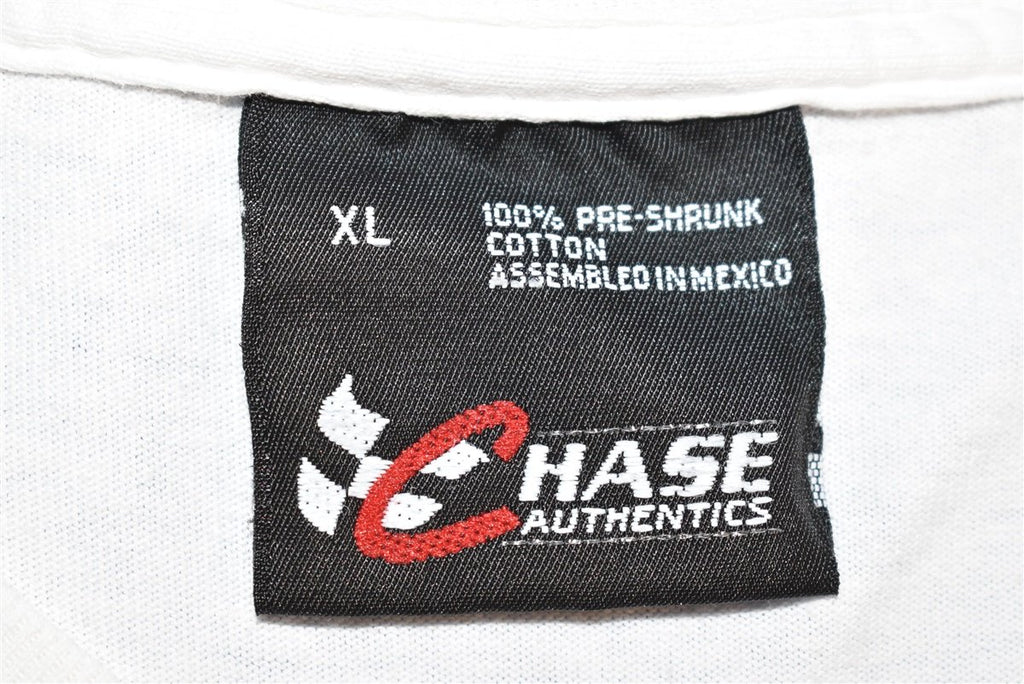 XL
100% PRE-SHRUNK
COTTON
ASSEMBLED IN MEXICO
CHASE
AUTHENTICS